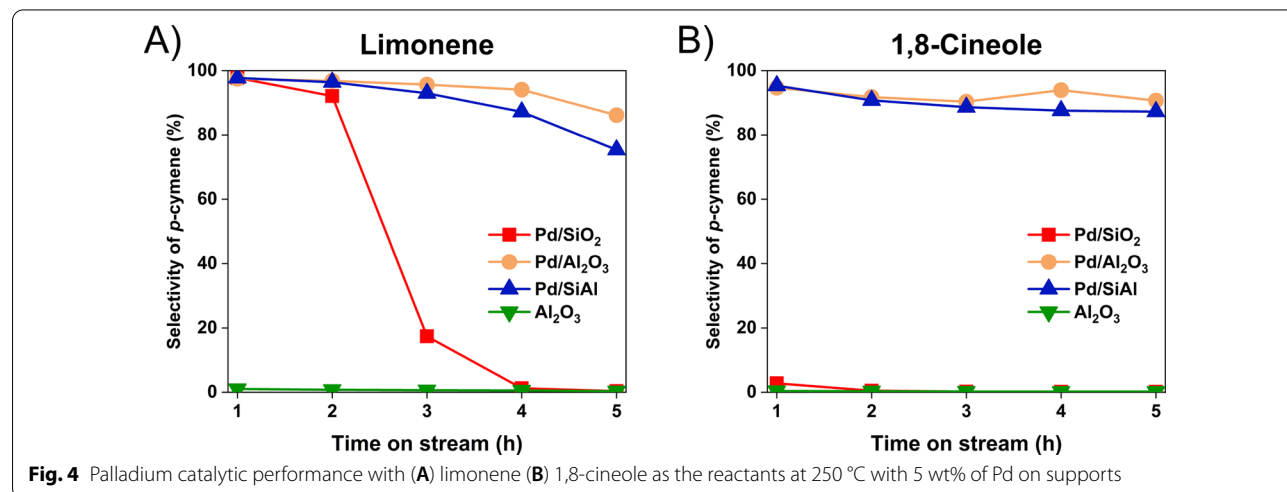 A)
Limonene
Selectivity of p-cymene (%)
100
80
60
40
20
0
Pd/SiO₂
Pd/Al₂O₃
Pd/SiAl
Al₂O₃
1 2 3 4 5
Time on stream (h)
B)
1,8-Cineole
Selectivity of p-cymene (%)
100
80
60
40
20
0
Pd/SiO₂
Pd/Al₂O₃
Pd/SiAl
Al₂O₃
1 2 3 4 5
Time on stream (h)
Fig. 4 Palladium catalytic performance with (A) limonene (B) 1,8-cineole as the reactants at 250 °C with 5 wt% of Pd on supports